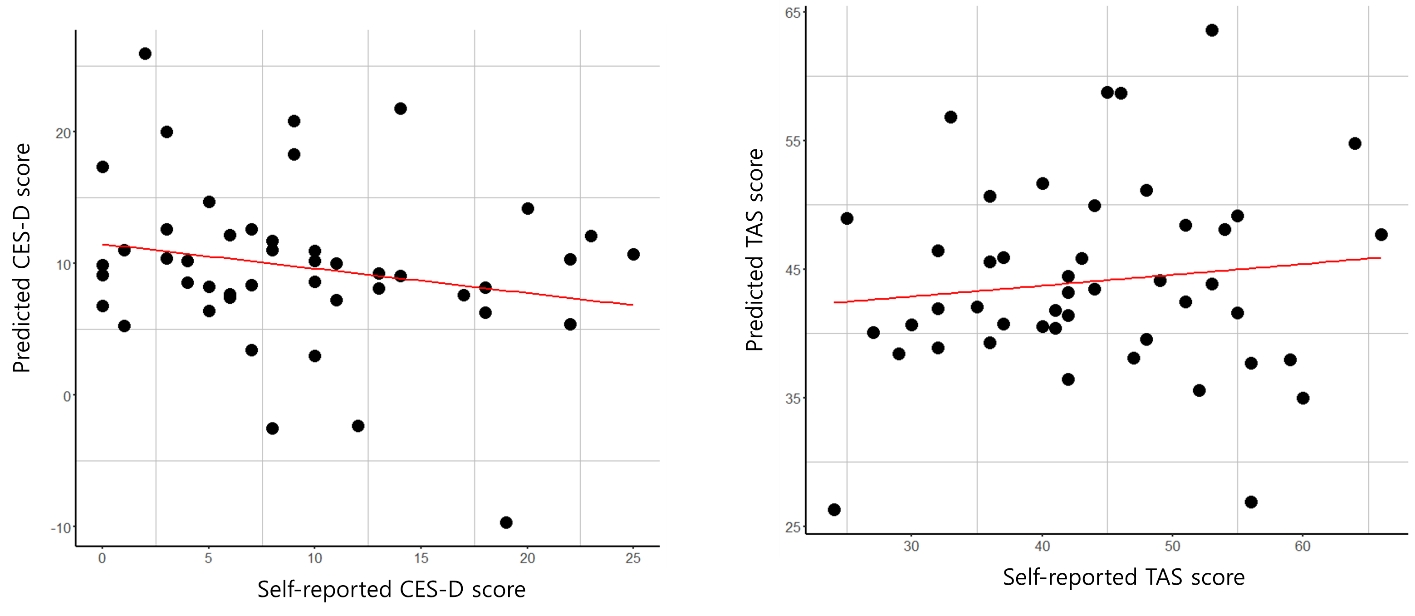 Predicted CES-D score
20
10
0
-10
0 5 10 15 20 25
Self-reported CES-D score
Predicted TAS score
65
55
45
35
25
30 40 50 60
Self-reported TAS score